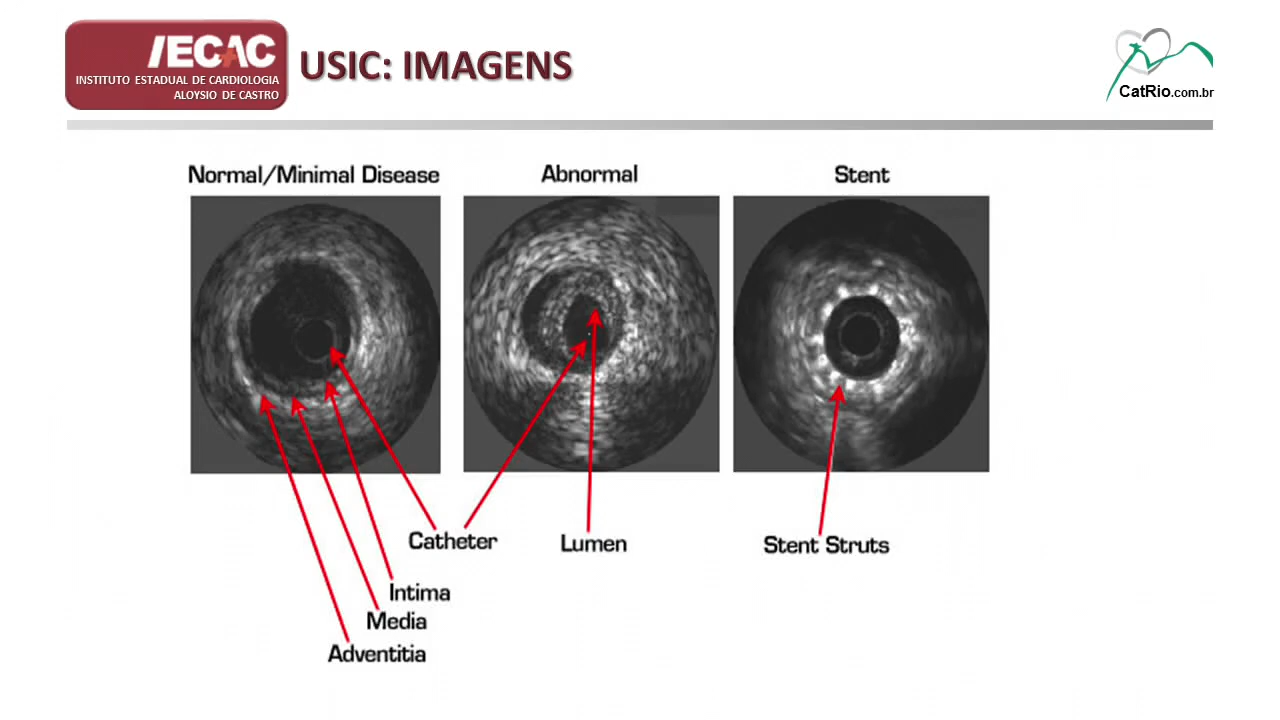 IECAC
INSTITUTO ESTADUAL DE CARDIOLOGIA
ALOYSIO DE CASTRO
USIC: IMAGENS
CatRio.com.br
Normal/Minimal Disease
Abnormal
Stent
Catheter
Lumen
Stent Struts
Intima
Media
Adventitia